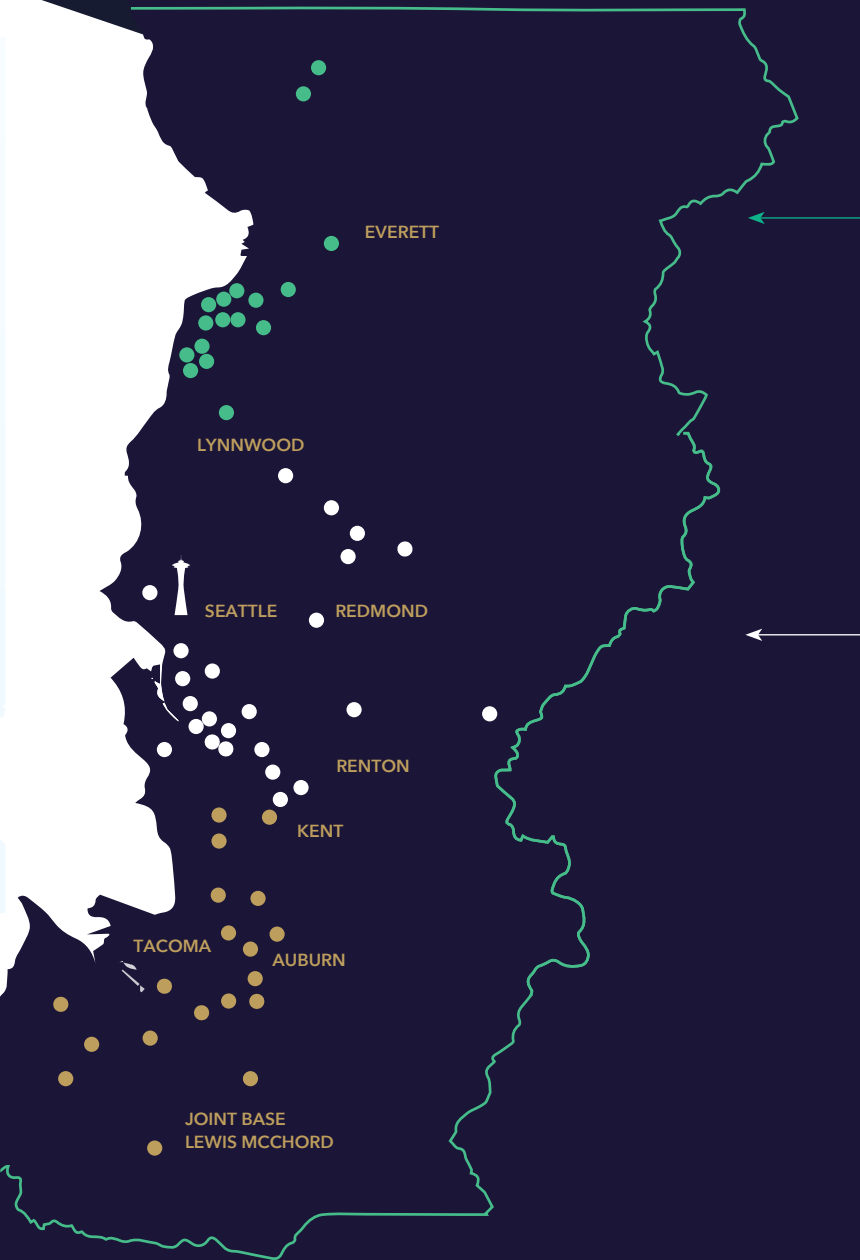 EVERETT
LYNNWOOD
SEATTLE
REDMOND
RENTON
KENT
TACOMA
AUBURN
JOINT BASE
LEWIS MCCHORD